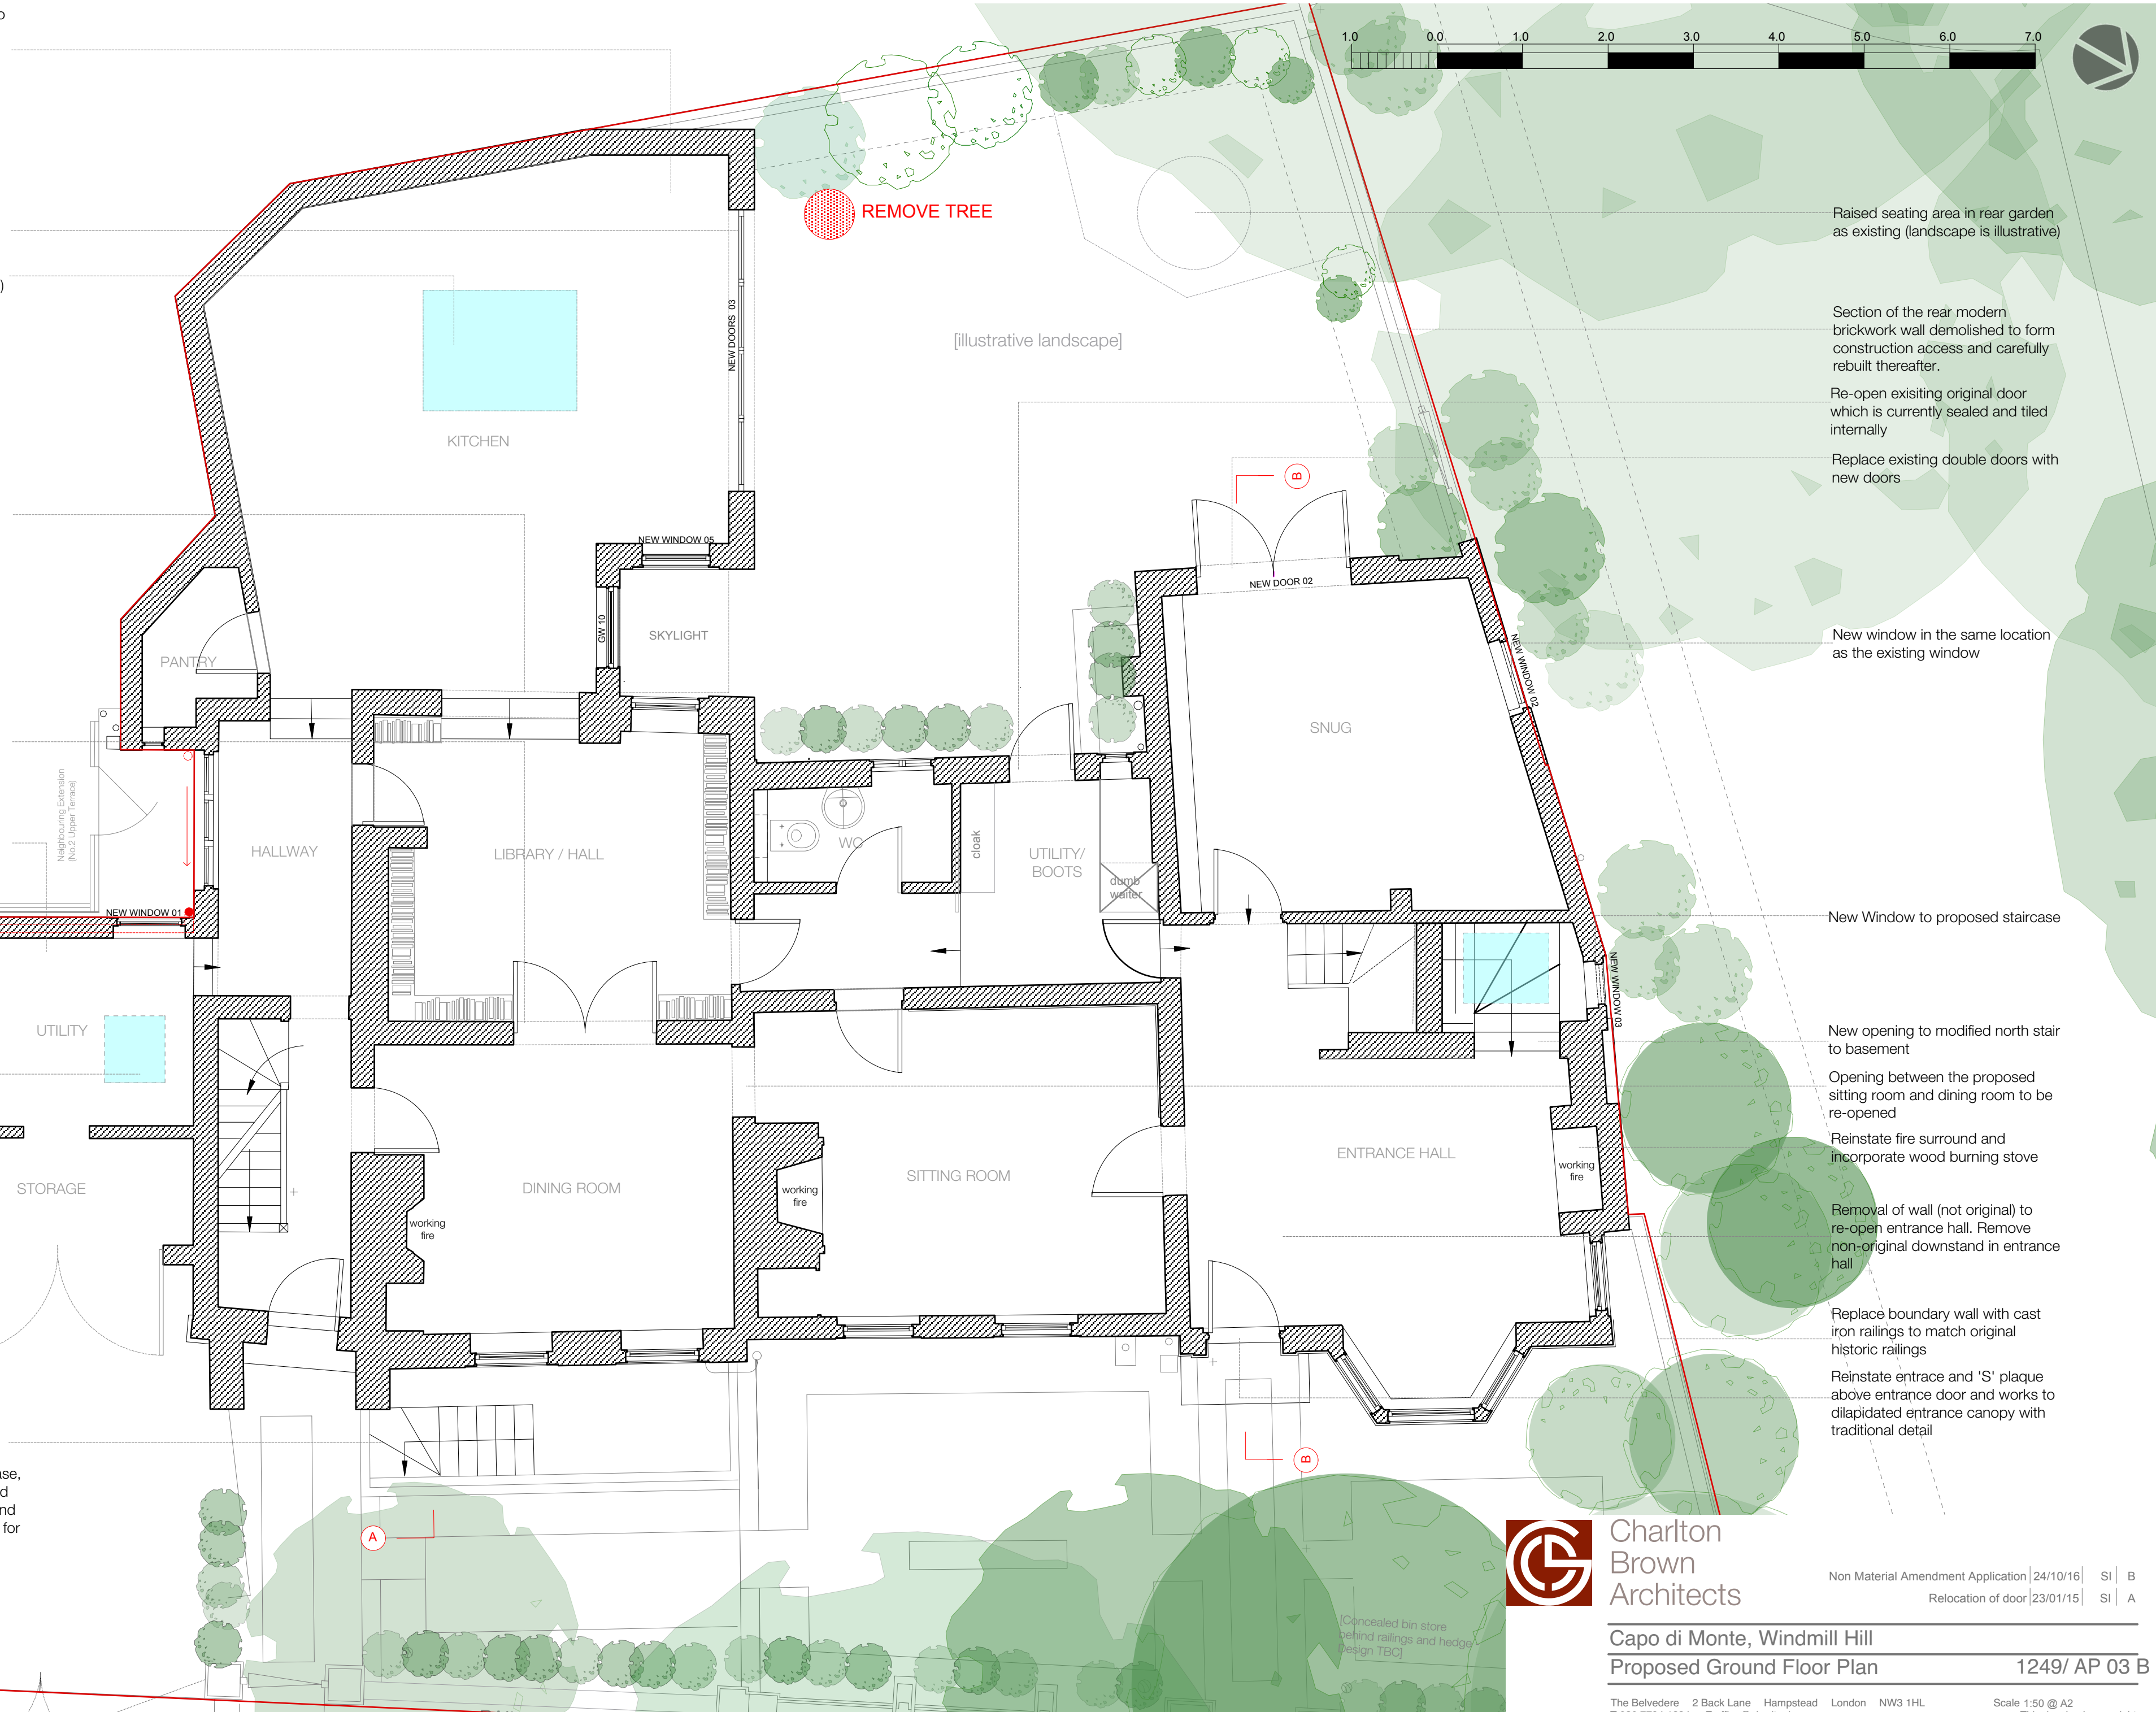 1.0 0.0 1.0 2.0 3.0 4.0 5.0 6.0 7.0
REMOVE TREE
Raised seating area in rear garden
as existing (landscape is illustrative)
Section of the rear modern
brickwork wall demolished to form
construction access and carefully
rebuilt thereafter.
Re-open exisiting original door
which is currently sealed and tiled
internally
Replace existing double doors with
new doors
New window in the same location
as the existing window
New Window to proposed staircase
New opening to modified north stair
to basement
Opening between the proposed
sitting room and dining room to be
re-opened
Reinstate fire surround and
incorporate wood burning stove
Removal of wall (not original) to
re-open entrance hall. Remove
non-original downstand in entrance
hall
Replace boundary wall with cast
iron railings to match original
historic railings
Reinstate entrace and 'S' plaque
above entrance door and works to
dilapidated entrance canopy with
traditional detail
NEW DOORS 03
[illustrative landscape]
KITCHEN
B
NEW WINDOW 05
NEW DOOR 02
GW 10
SKYLIGHT
PANTRY
NEW WINDOW 02
SNUG
Neighbouring Extension
(No.2 Upper Terrace)
HALLWAY
LIBRARY / HALL
WC
cloak
UTILITY/
BOOTS
dumb
waiter
NEW WINDOW 01
NEW WINDOW 03
UTILITY
STORAGE
DINING ROOM
working
fire
working
fire
SITTING ROOM
ENTRANCE HALL
working
fire
B
A
ase,
d
nd
for
[Concealed bin store
behind railings and hedge
Design TBC]
Charlton
Brown
Architects
Non Material Amendment Application 24/10/16 SI B
Relocation of door 23/01/15 SI A
Capo di Monte, Windmill Hill
Proposed Ground Floor Plan 1249/ AP 03 B
The Belvedere 2 Back Lane Hampstead London NW3 1HL Scale 1:50 @ A2